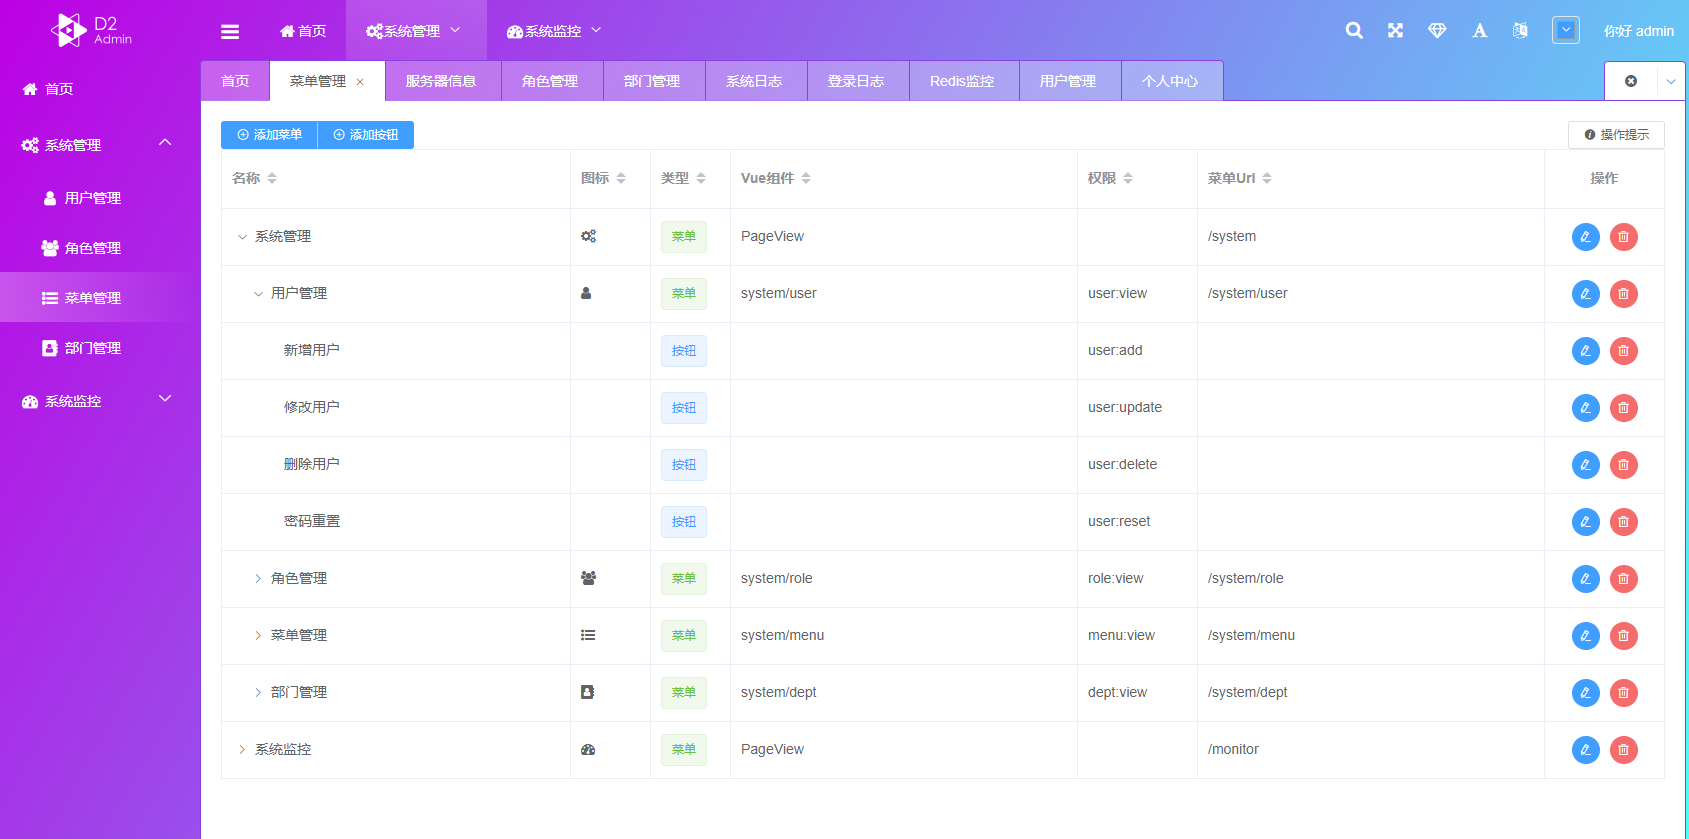 D2
Admin
首页
系统管理
系统监控
你好 admin
首页
系统管理
用户管理
角色管理
菜单管理
部门管理
系统监控
首页
菜单管理
服务器信息
角色管理
部门管理
系统日志
登录日志
Redis监控
用户管理
个人中心
添加菜单
添加按钮
操作提示
名称 图标 类型 Vue组件 权限 菜单Url 操作
系统管理 菜单 PageView /system
用户管理 菜单 system/user user:view /system/user
新增用户 按钮 user:add
修改用户 按钮 user:update
删除用户 按钮 user:delete
密码重置 按钮 user:reset
角色管理 菜单 system/role role:view /system/role
菜单管理 菜单 system/menu menu:view /system/menu
部门管理 菜单 system/dept dept:view /system/dept
系统监控 菜单 PageView /monitor